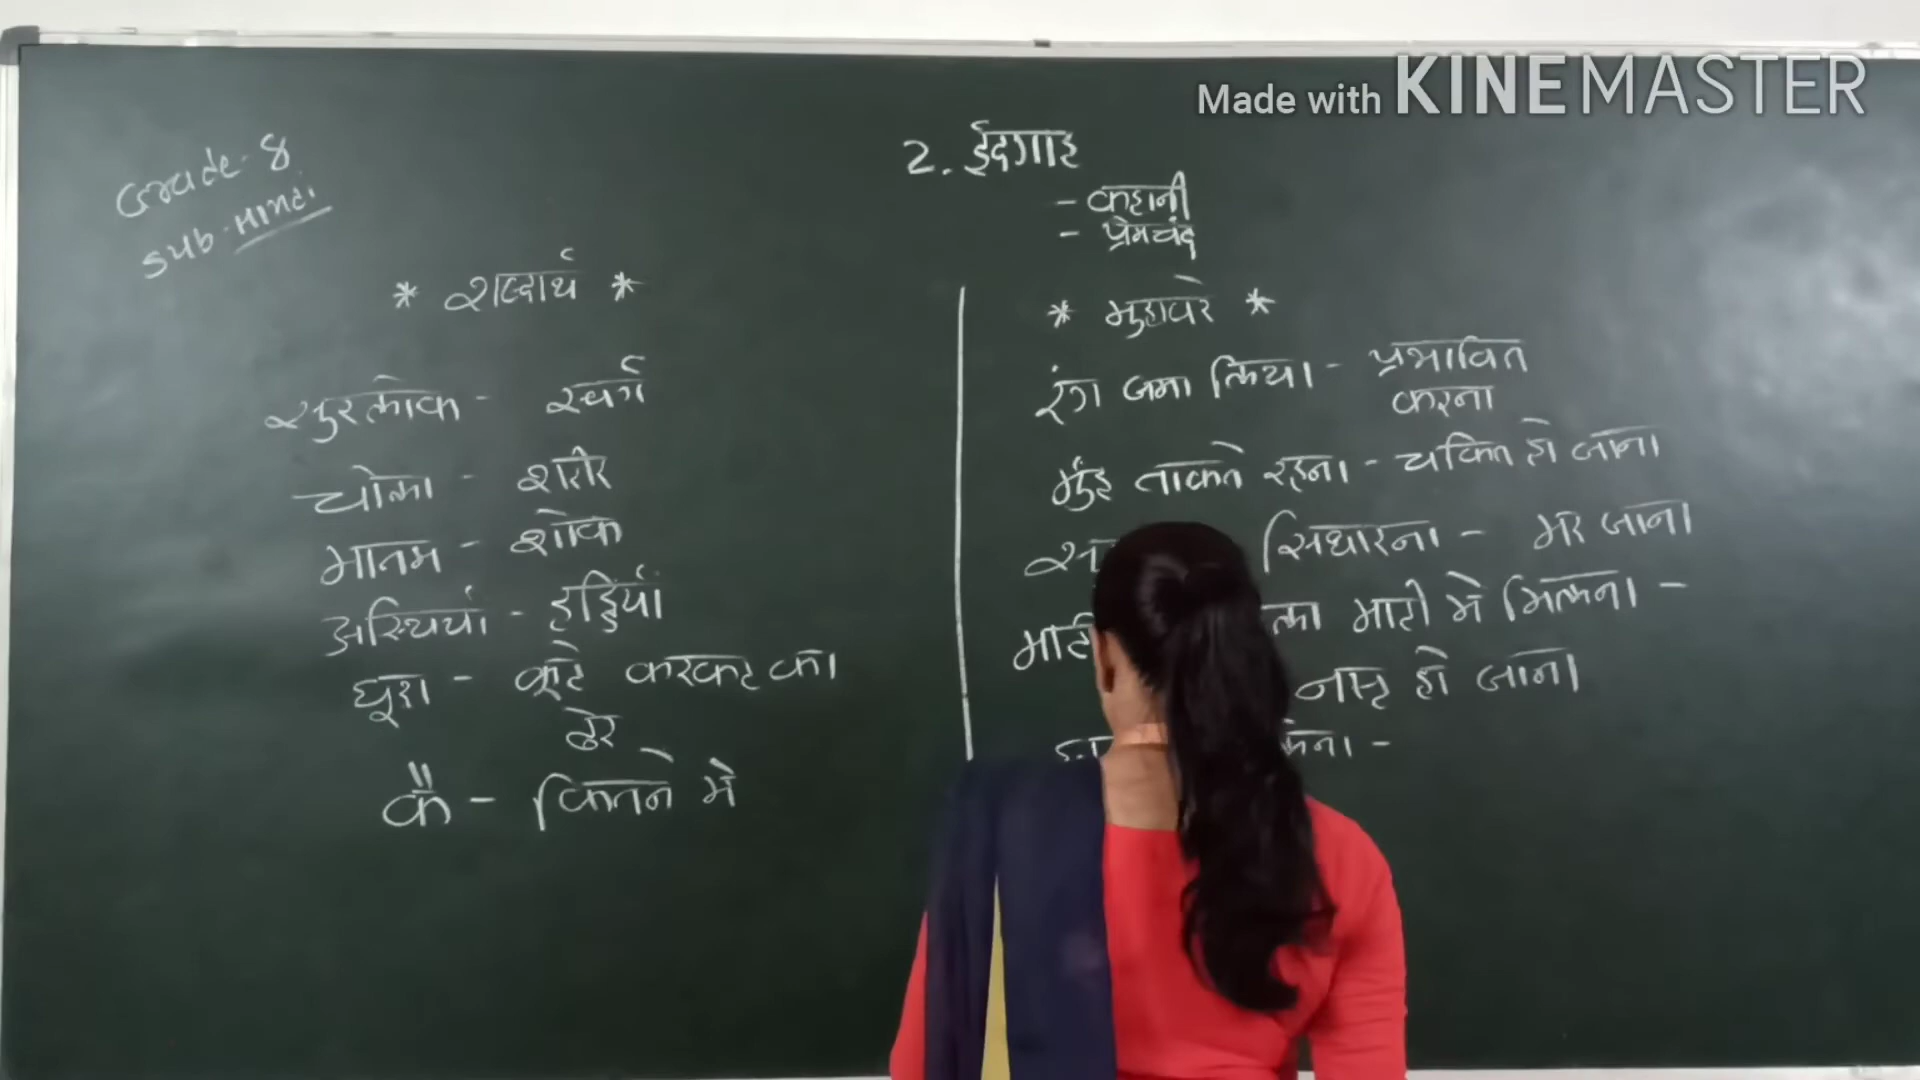 Made with KINEMASTER
Grade-8
Sub-Hindi
2. ईदगाह
- कहानी
- प्रेमचंद
* शब्दार्थ *
सुरलोक - स्वर्ग
चोला - शरीर
मातम - शोक
अस्थियां - हड्डियां
घूरा - कूटे करकट का
ढेर
कै - कितने में
* मुहावरे *
रंग जमा लिया - प्रभावित
करना
मुँह ताकते रहना - चकित हो जाना
सिधारना - मर जाना
माटी में मिलना -
नष्ट हो जाना